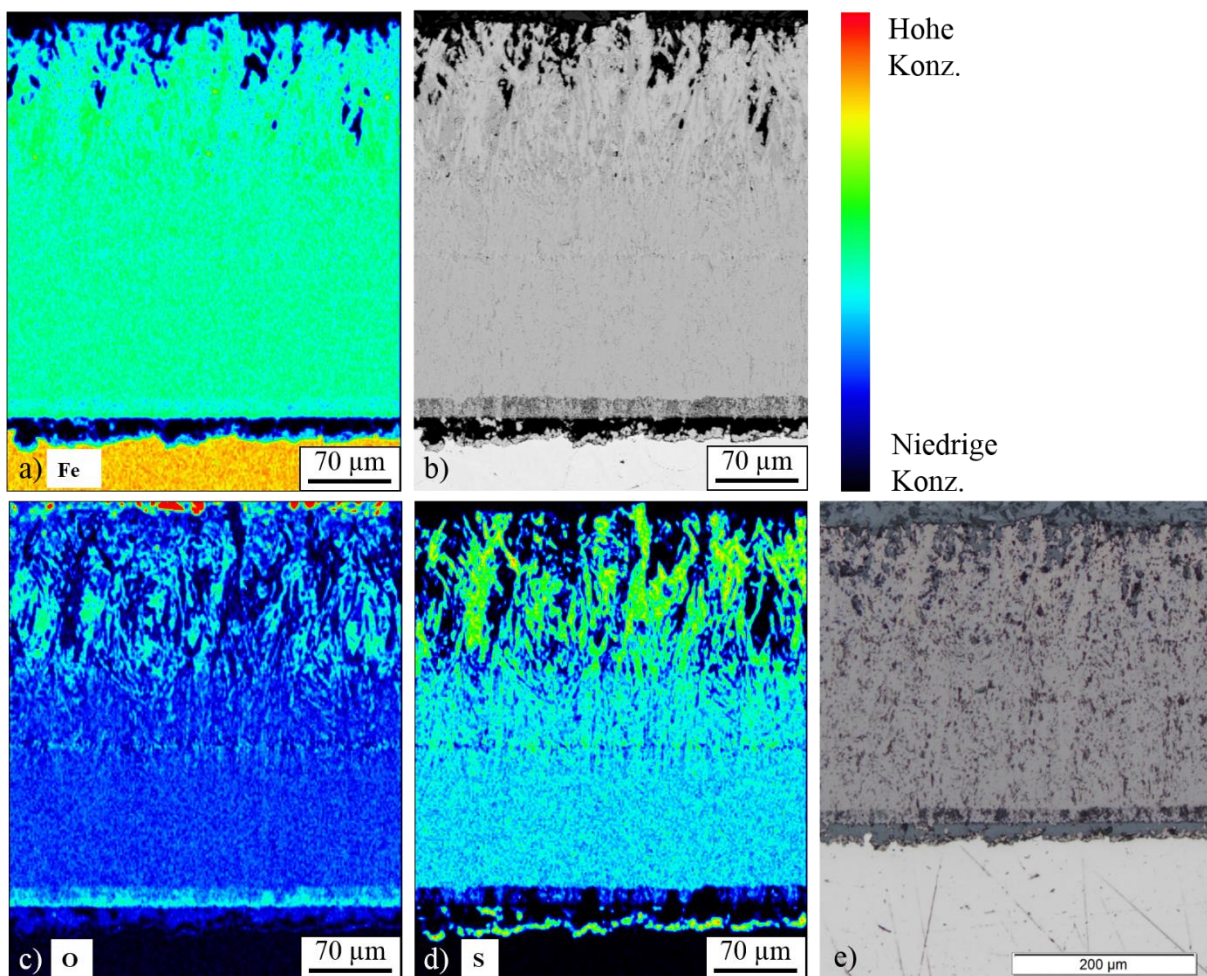 Hohe
Konz.
Niedrige
Konz.
a) Fe
70 µm
b)
70 µm
c) O
70 µm
d) S
70 µm
e)
200 µm